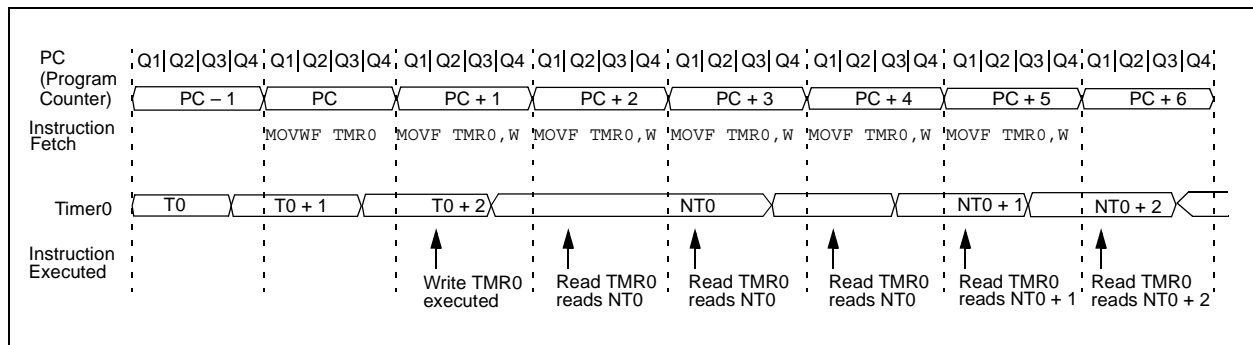 PC
(Program
Counter)
Q1|Q2|Q3|Q4 Q1|Q2|Q3|Q4 Q1|Q2|Q3|Q4 Q1|Q2|Q3|Q4 Q1|Q2|Q3|Q4 Q1|Q2|Q3|Q4 Q1|Q2|Q3|Q4 Q1|Q2|Q3|Q4
PC – 1 PC PC + 1 PC + 2 PC + 3 PC + 4 PC + 5 PC + 6
Instruction
Fetch
MOVWF TMR0 MOVF TMR0,W MOVF TMR0,W MOVF TMR0,W MOVF TMR0,W MOVF TMR0,W
Timer0
T0 T0 + 1 T0 + 2 NT0 NT0 + 1 NT0 + 2
Instruction
Executed
Write TMR0
executed
Read TMR0
reads NT0
Read TMR0
reads NT0
Read TMR0
reads NT0
Read TMR0
reads NT0 + 1
Read TMR0
reads NT0 + 2